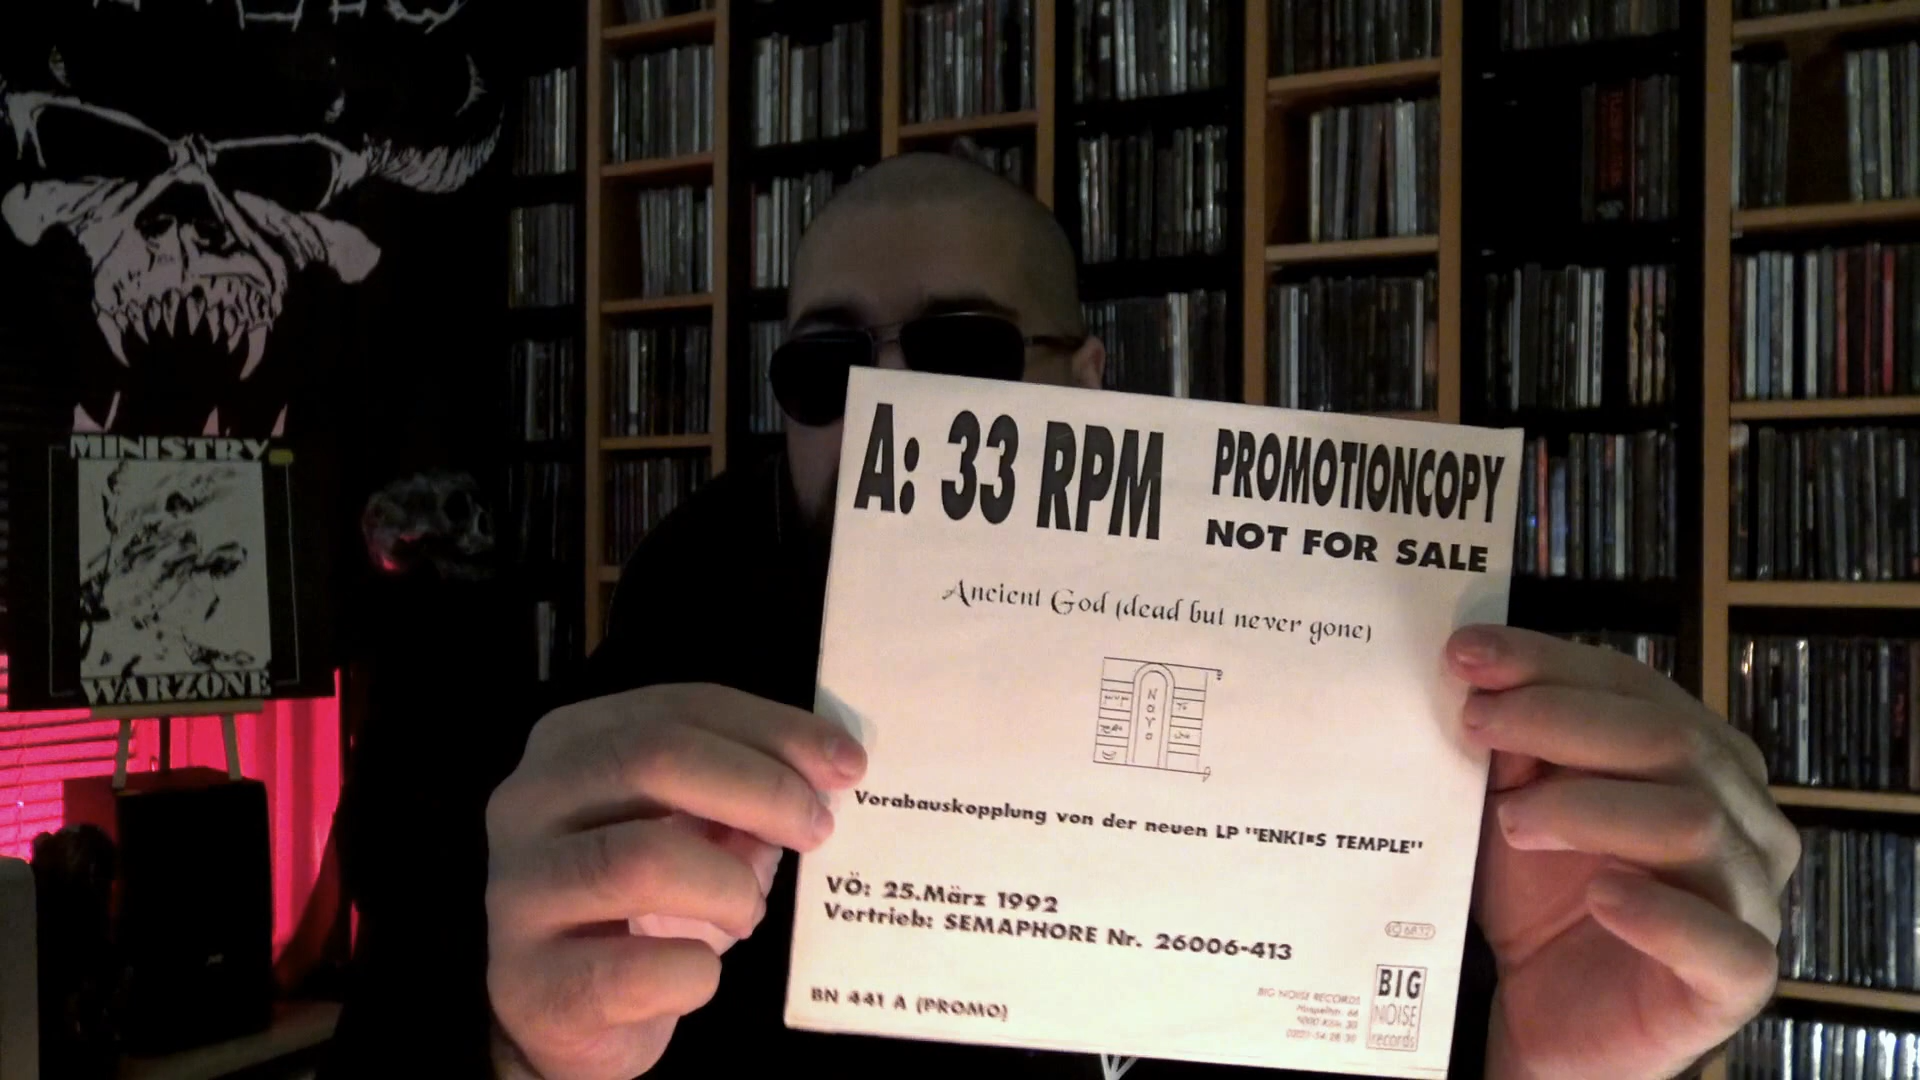 MINISTRY
WARZONE
A: 33 RPM
PROMOTIONCOPY
NOT FOR SALE
Ancient God (dead but never gone)
Vorabauskopplung von der neuen LP "ENKI■S TEMPLE"
VÖ: 25.März 1992
Vertrieb: SEMAPHORE Nr. 26006-413
BN 441 A (PROMO)
BIG NOISE RECORDS
BIG
NOISE
records